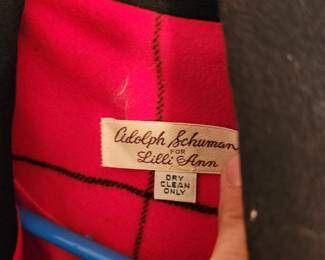 Adolph Schuman
FOR
Lilli Ann
DRY
CLEAN
ONLY